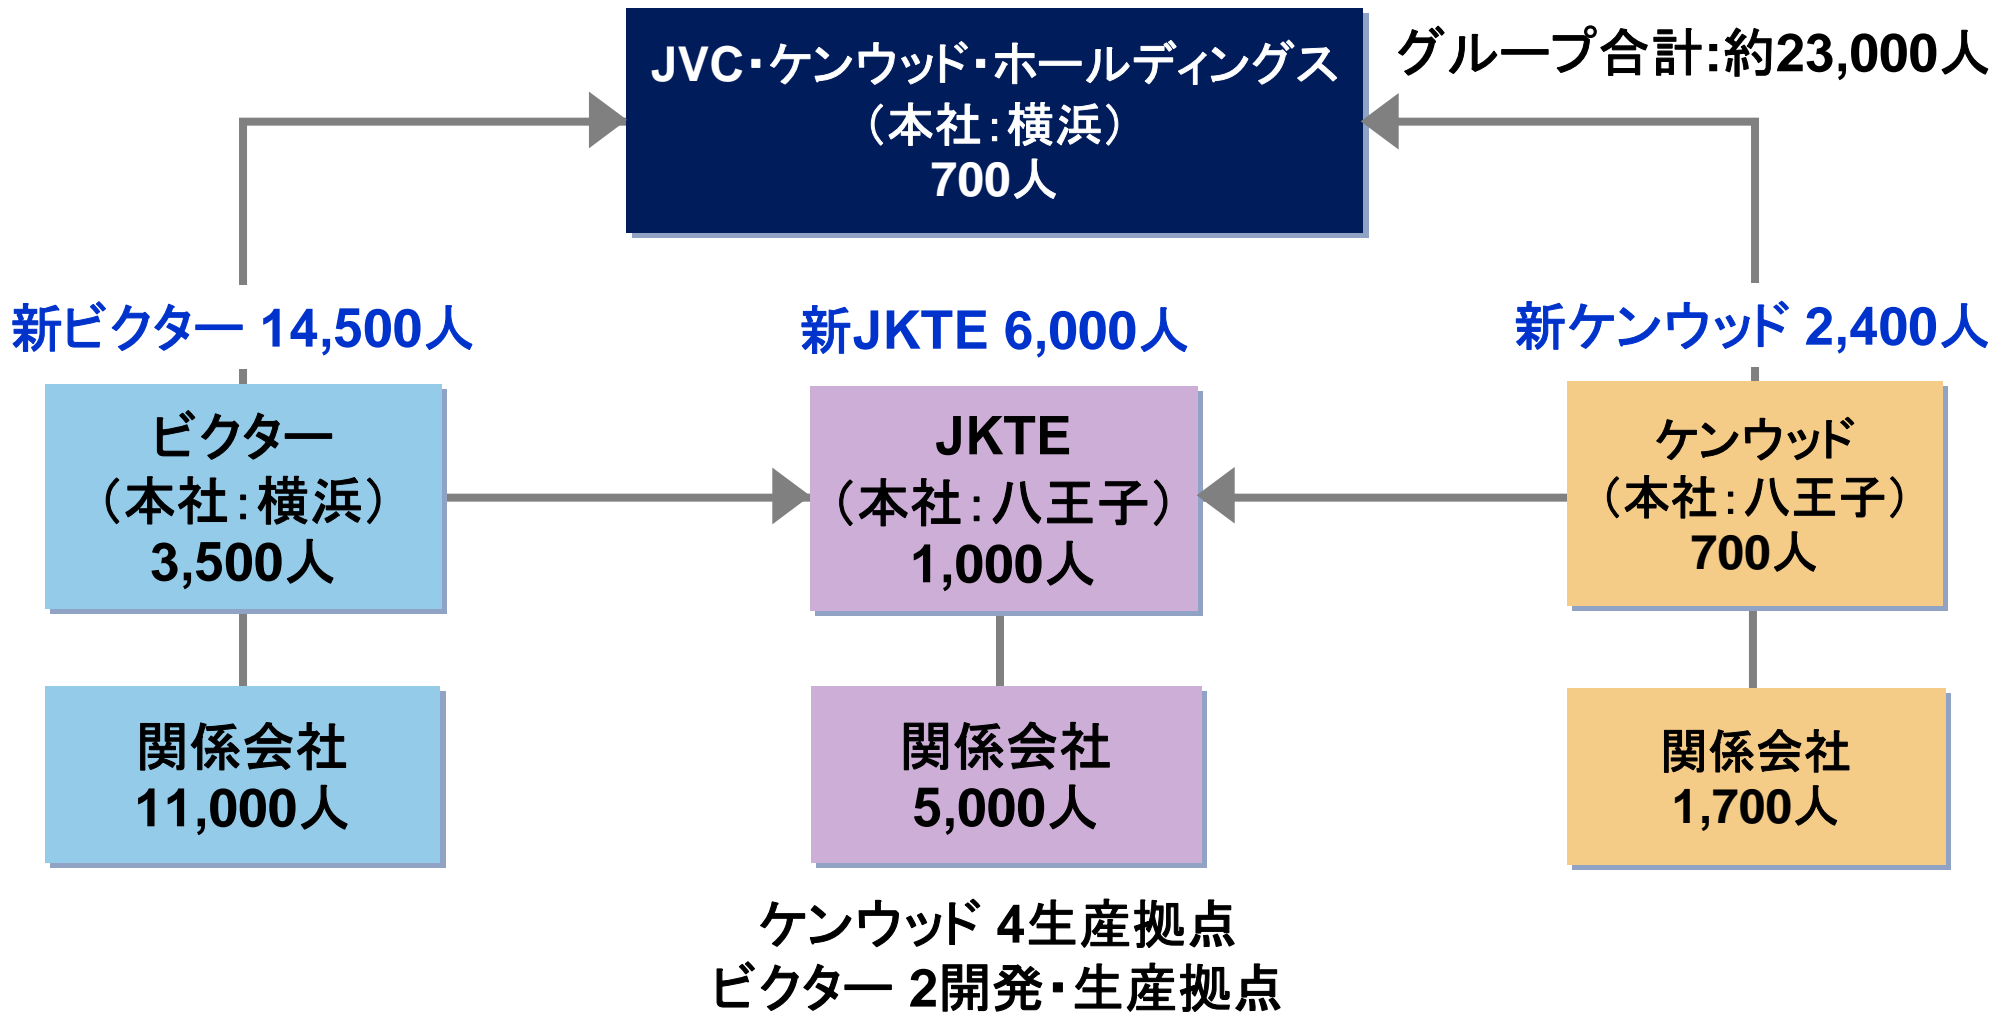 JVC・ケンウッド・ホールディングス
（本社：横浜）
700人
グループ合計:約23,000人
新ビクター 14,500人
新JKTE 6,000人
新ケンウッド 2,400人
ビクター
（本社：横浜）
3,500人
JKTE
（本社：八王子）
1,000人
ケンウッド
（本社：八王子）
700人
関係会社
11,000人
関係会社
5,000人
関係会社
1,700人
ケンウッド 4生産拠点
ビクター 2開発・生産拠点